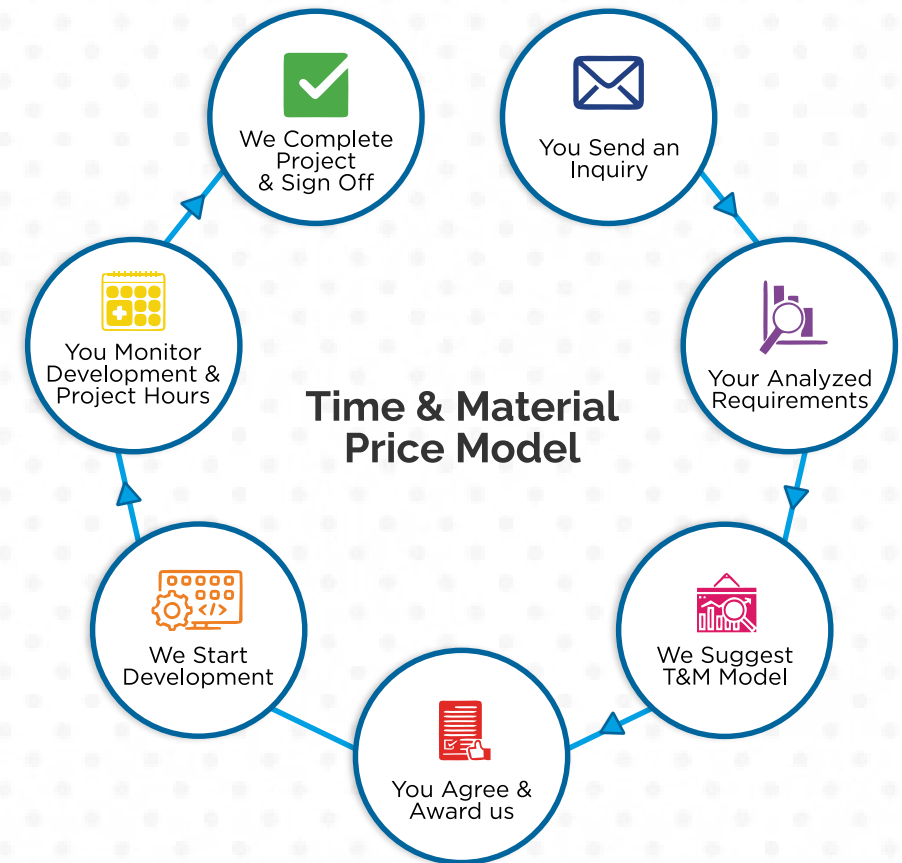 We Complete
Project
& Sign Off
You Send an
Inquiry
You Monitor
Development &
Project Hours
Your Analyzed
Requirements
Time & Material
Price Model
We Start
Development
</>
We Suggest
T&M Model
You Agree &
Award us